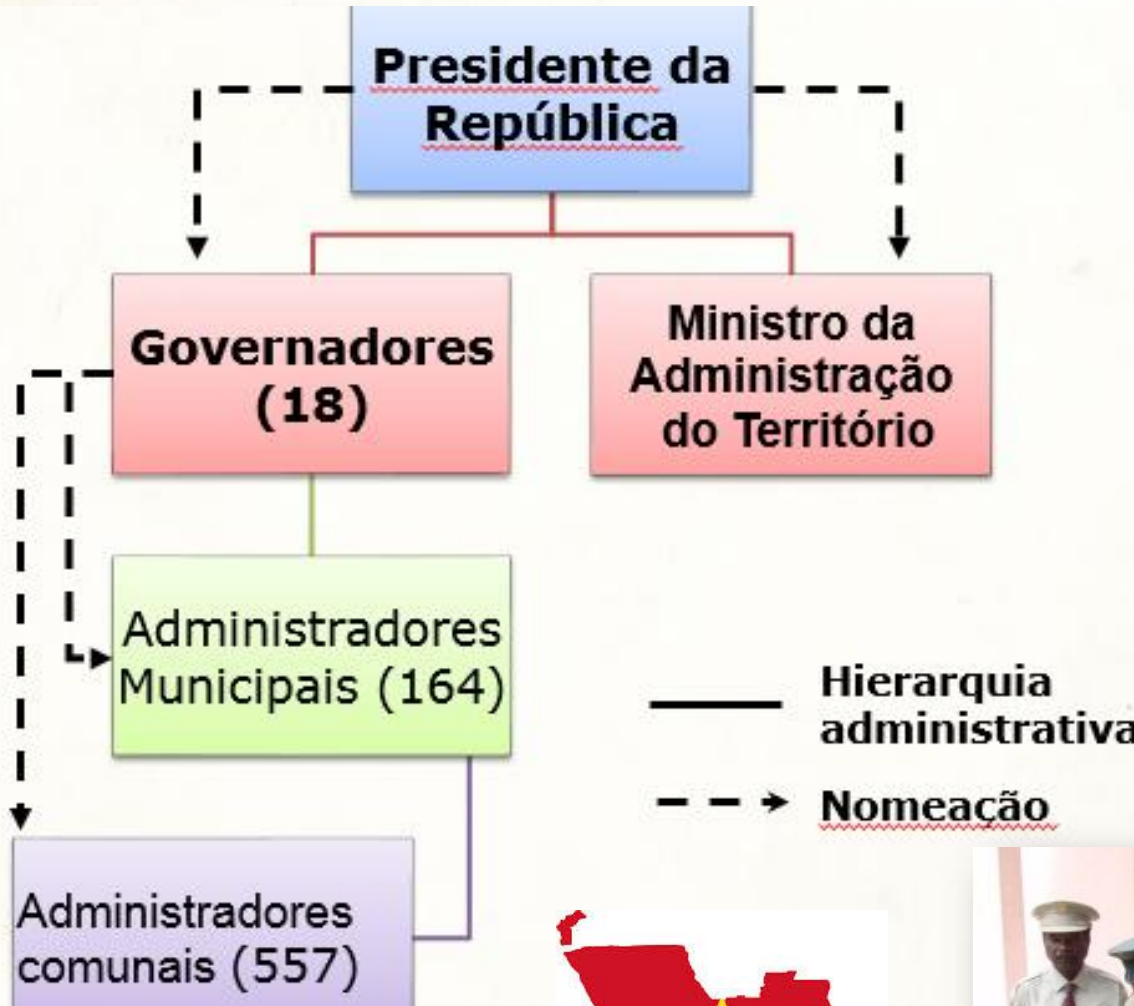 Presidente da
República
Governadores
(18)
Ministro da
Administração
do Território
Administradores
Municipais (164)
Hierarquia
administrativa
Nomeação
Administradores
comunais (557)